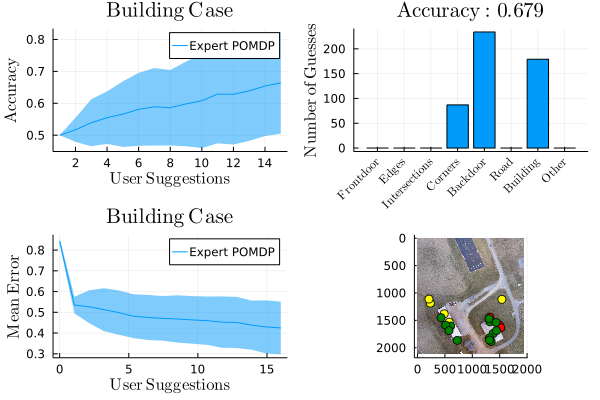 Building Case
Accuracy
0.8
0.7
0.6
0.5
Expert POMDP
2 4 6 8 10 12 14
User Suggestions
Accuracy : 0.679
Number of Guesses
200
150
100
50
0
Frontdoor
Edges
Intersections
Corners
Backdoor
Road
Building
Other
Building Case
Mean Error
0.8
0.7
0.6
0.5
0.4
0.3
Expert POMDP
0 5 10 15
User Suggestions
0
500
1000
1500
2000
0 500 1000 1500 2000